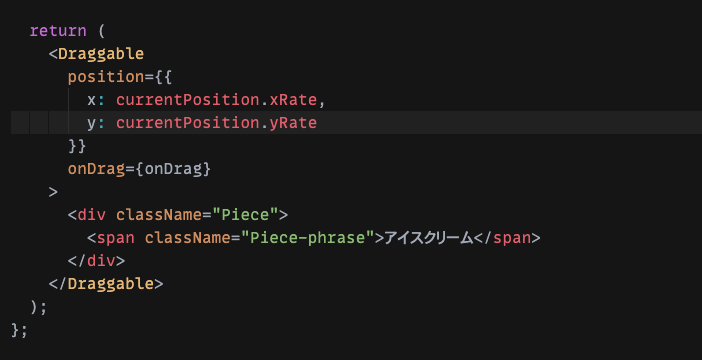 return (
<Draggable
position={{
x: currentPosition.xRate,
y: currentPosition.yRate
}}
onDrag={onDrag}
>
<div className="Piece">
<span className="Piece-phrase">アイスクリーム</span>
</div>
</Draggable>
);
};